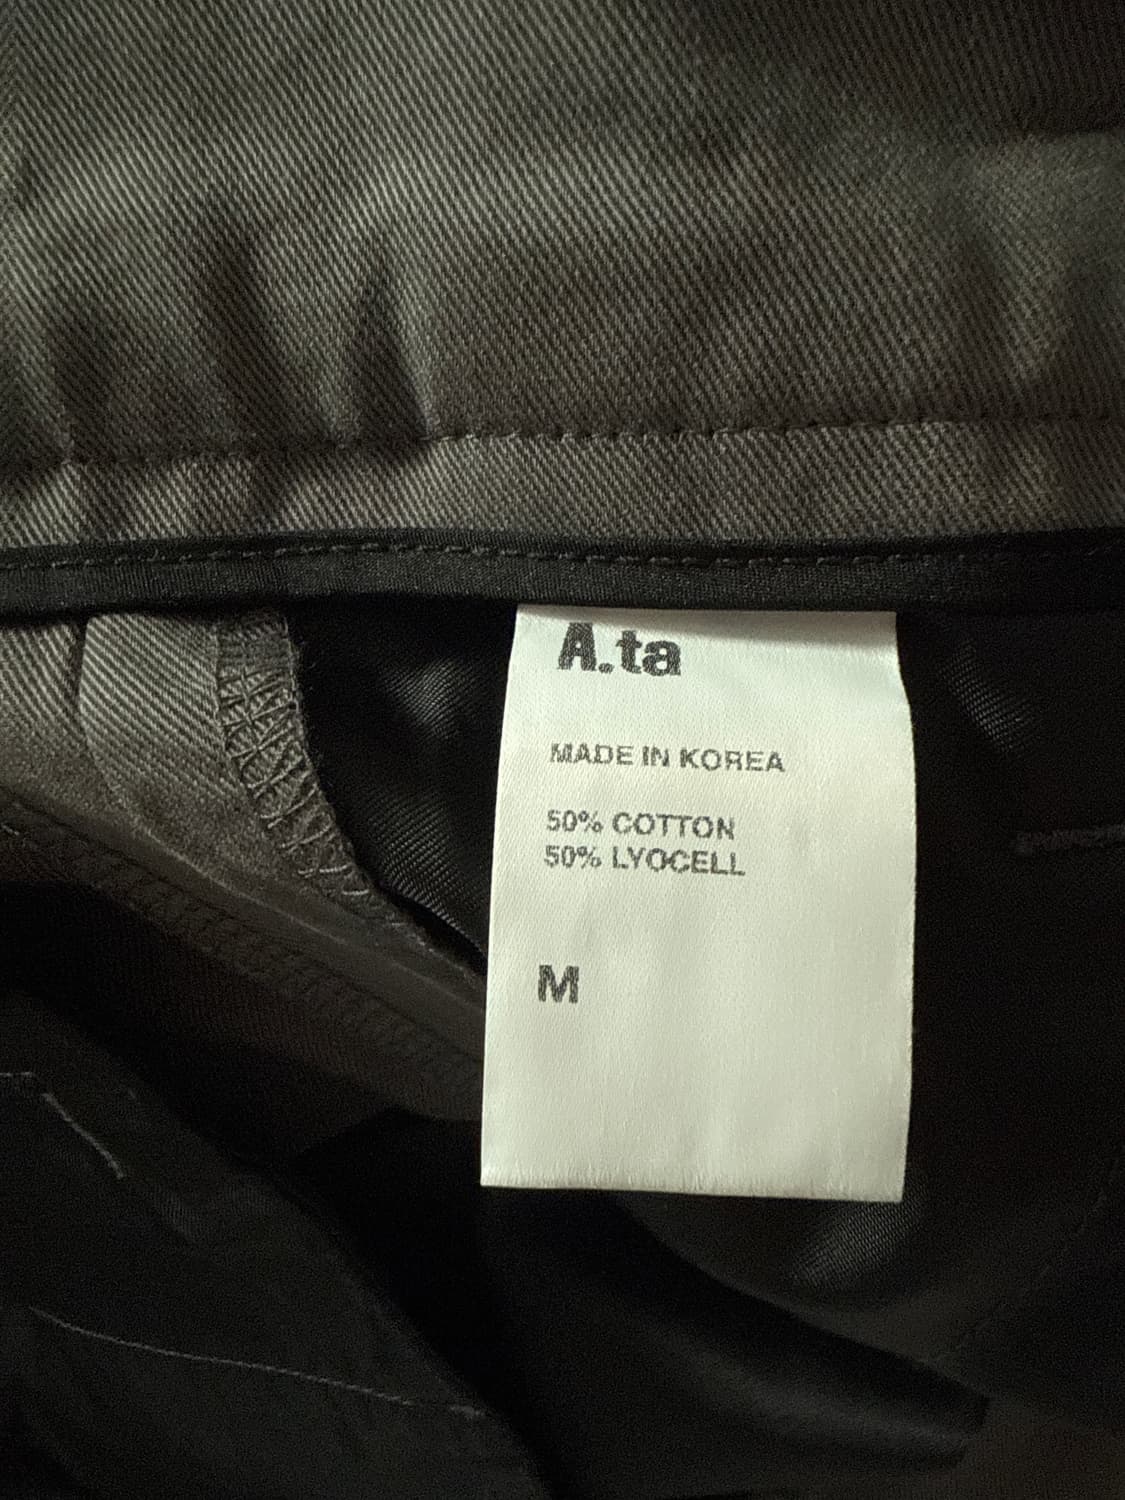 A.ta
MADE IN KOREA
50% COTTON
50% LYOCELL
M